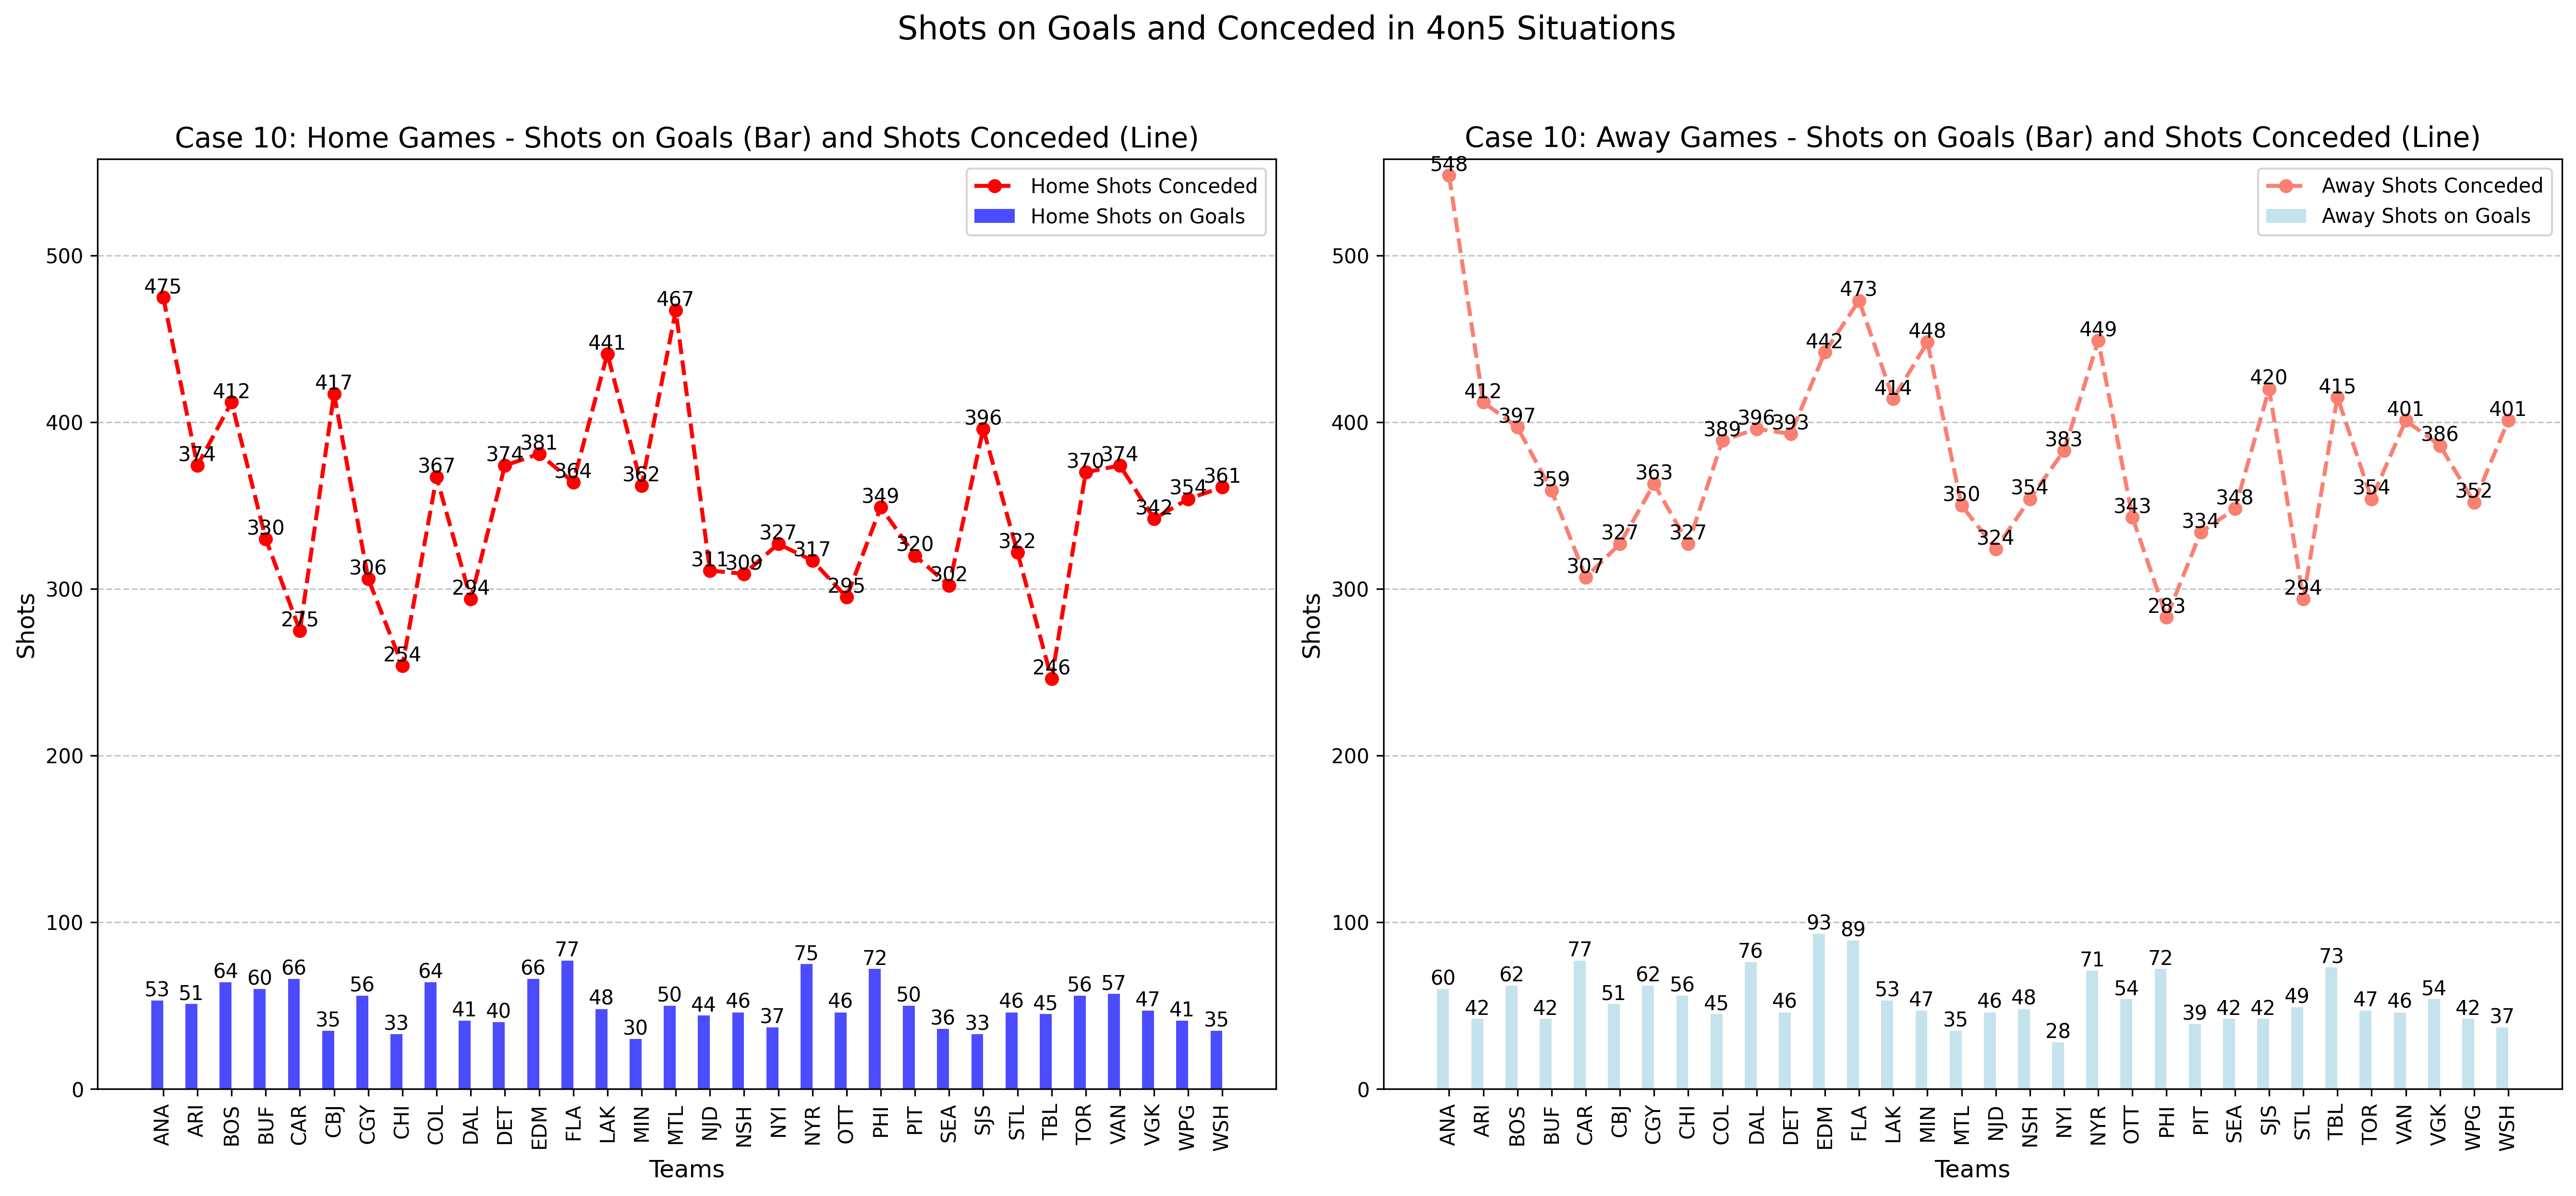 Shots on Goals and Conceded in 4on5 Situations
Case 10: Home Games - Shots on Goals (Bar) and Shots Conceded (Line)
Home Shots Conceded
Home Shots on Goals
Shots
500
400
300
200
100
0
475 374 412 330 275 417 306 254 367 294 374 381 364 441 362 467 311 309 327 317 295 349 320 302 396 322 246 370 374 342 354 361
53 51 64 60 66 35 56 33 64 41 40 66 77 48 30 50 44 46 37 75 46 72 50 36 33 46 45 56 57 47 41 35
ANA ARI BOS BUF CAR CBJ CGY CHI COL DAL DET EDM FLA LAK MIN MTL NJD NSH NYI NYR OTT PHI PIT SEA SJS STL TBL TOR VAN VGK WPG WSH
Teams
Case 10: Away Games - Shots on Goals (Bar) and Shots Conceded (Line)
Away Shots Conceded
Away Shots on Goals
Shots
500
400
300
200
100
0
548 412 397 359 307 327 363 327 389 396 393 442 473 414 448 350 324 354 383 449 343 283 334 348 420 294 415 354 401 386 352 401
60 42 62 42 77 51 62 56 45 76 46 93 89 53 47 35 46 48 28 71 54 72 39 42 42 49 73 47 46 54 42 37
ANA ARI BOS BUF CAR CBJ CGY CHI COL DAL DET EDM FLA LAK MIN MTL NJD NSH NYI NYR OTT PHI PIT SEA SJS STL TBL TOR VAN VGK WPG WSH
Teams